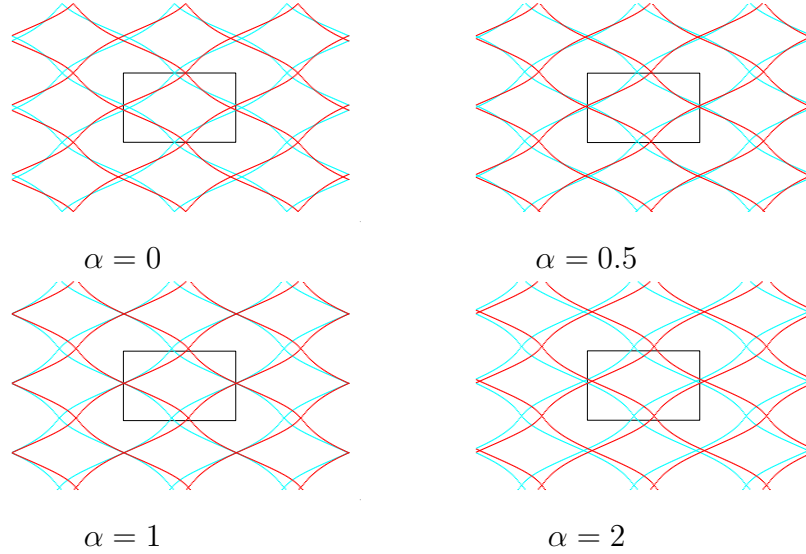 α = 0
α = 0.5
α = 1
α = 2